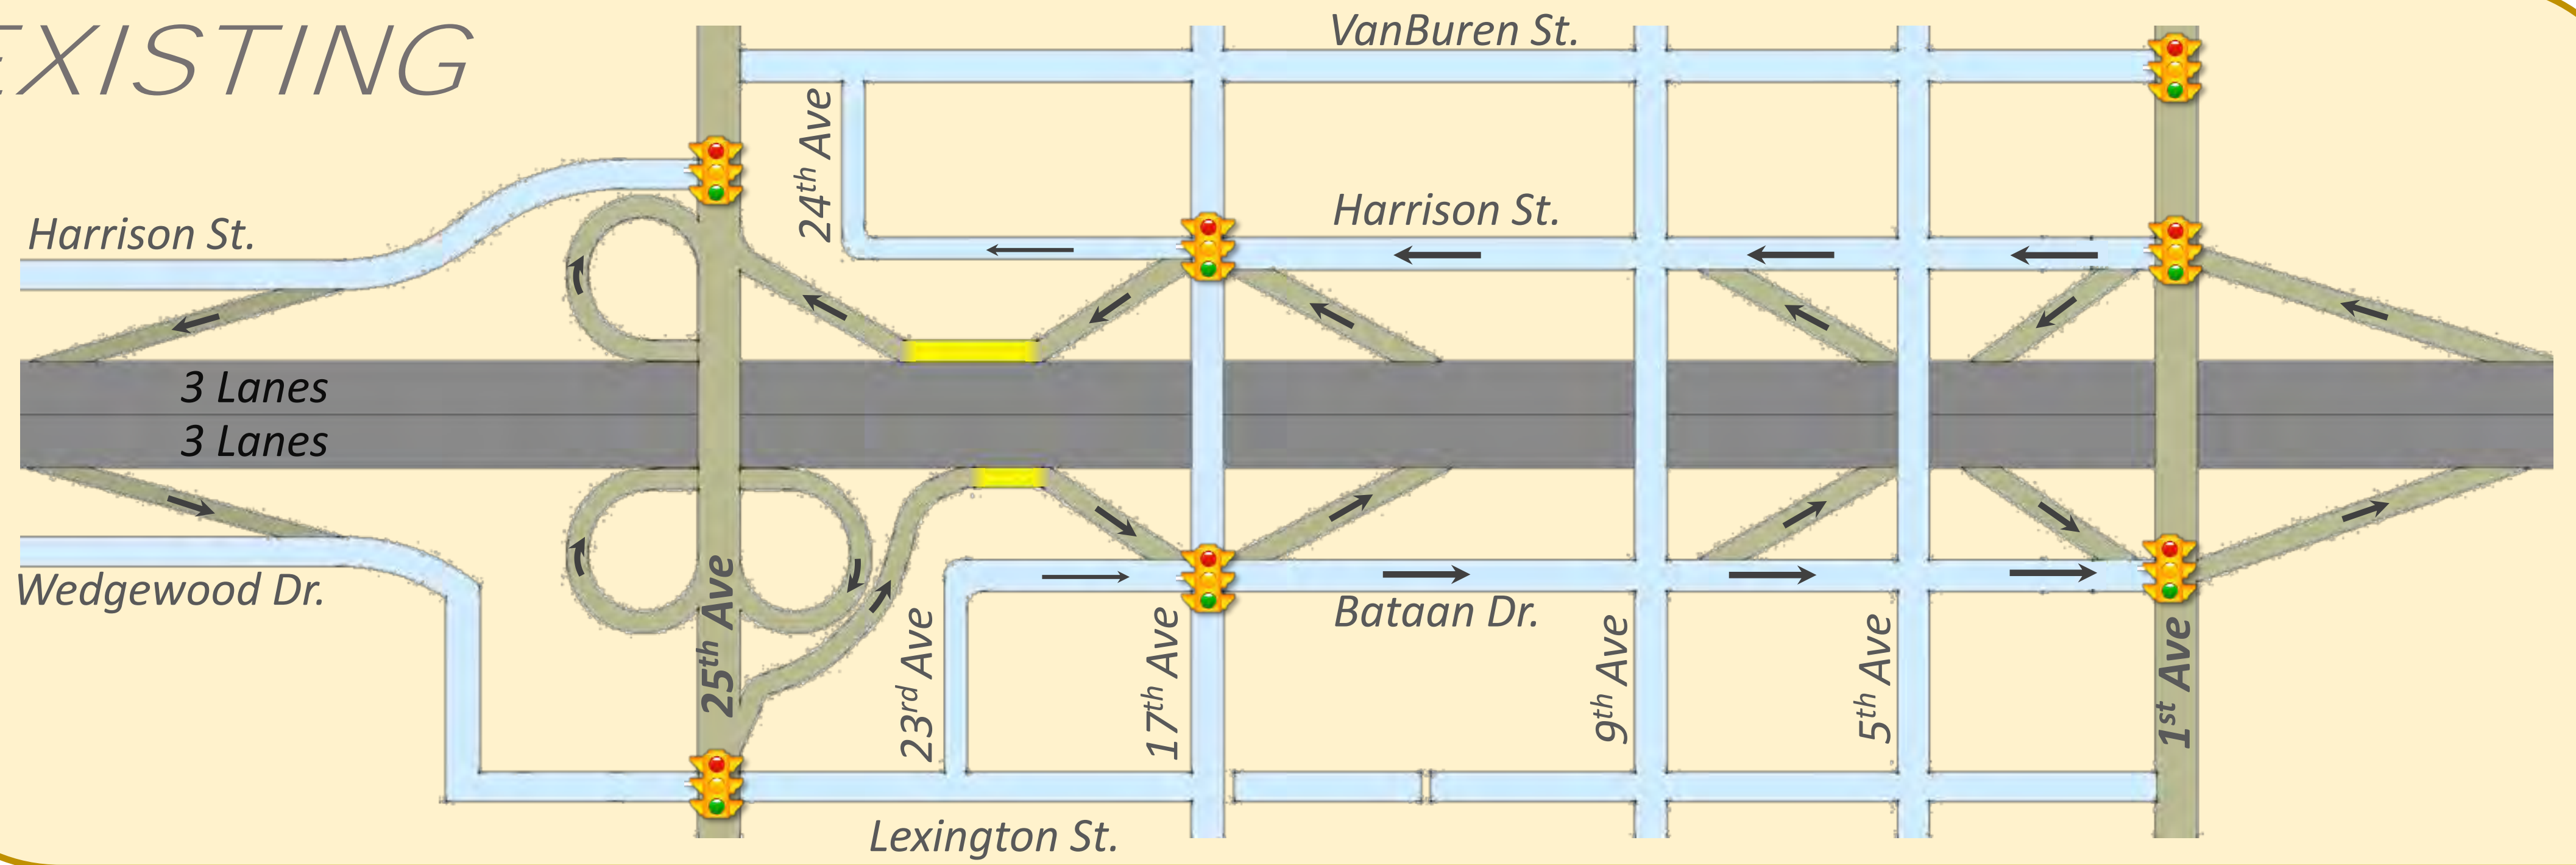 EXISTING
VanBuren St.
24th Ave
Harrison St.
Harrison St.
3 Lanes
3 Lanes
Wedgewood Dr.
25th Ave
23rd Ave
17th Ave
Bataan Dr.
9th Ave
5th Ave
1st Ave
Lexington St.